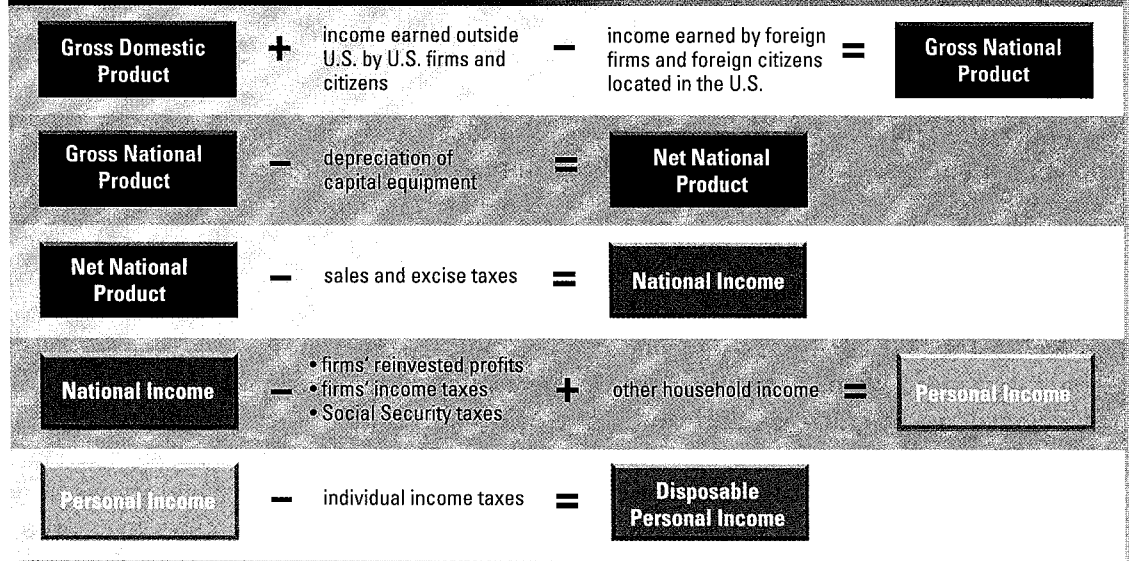 Gross Domestic
Product
+
income earned outside
U.S. by U.S. firms and
citizens
–
income earned by foreign
firms and foreign citizens
located in the U.S.
=
Gross National
Product
Gross National
Product
–
depreciation of
capital equipment
=
Net National
Product
Net National
Product
–
sales and excise taxes
=
National Income
National Income
–
• firms' reinvested profits
• firms' income taxes
• Social Security taxes
+
other household income
=
Personal Income
Personal Income
–
individual income taxes
=
Disposable
Personal Income